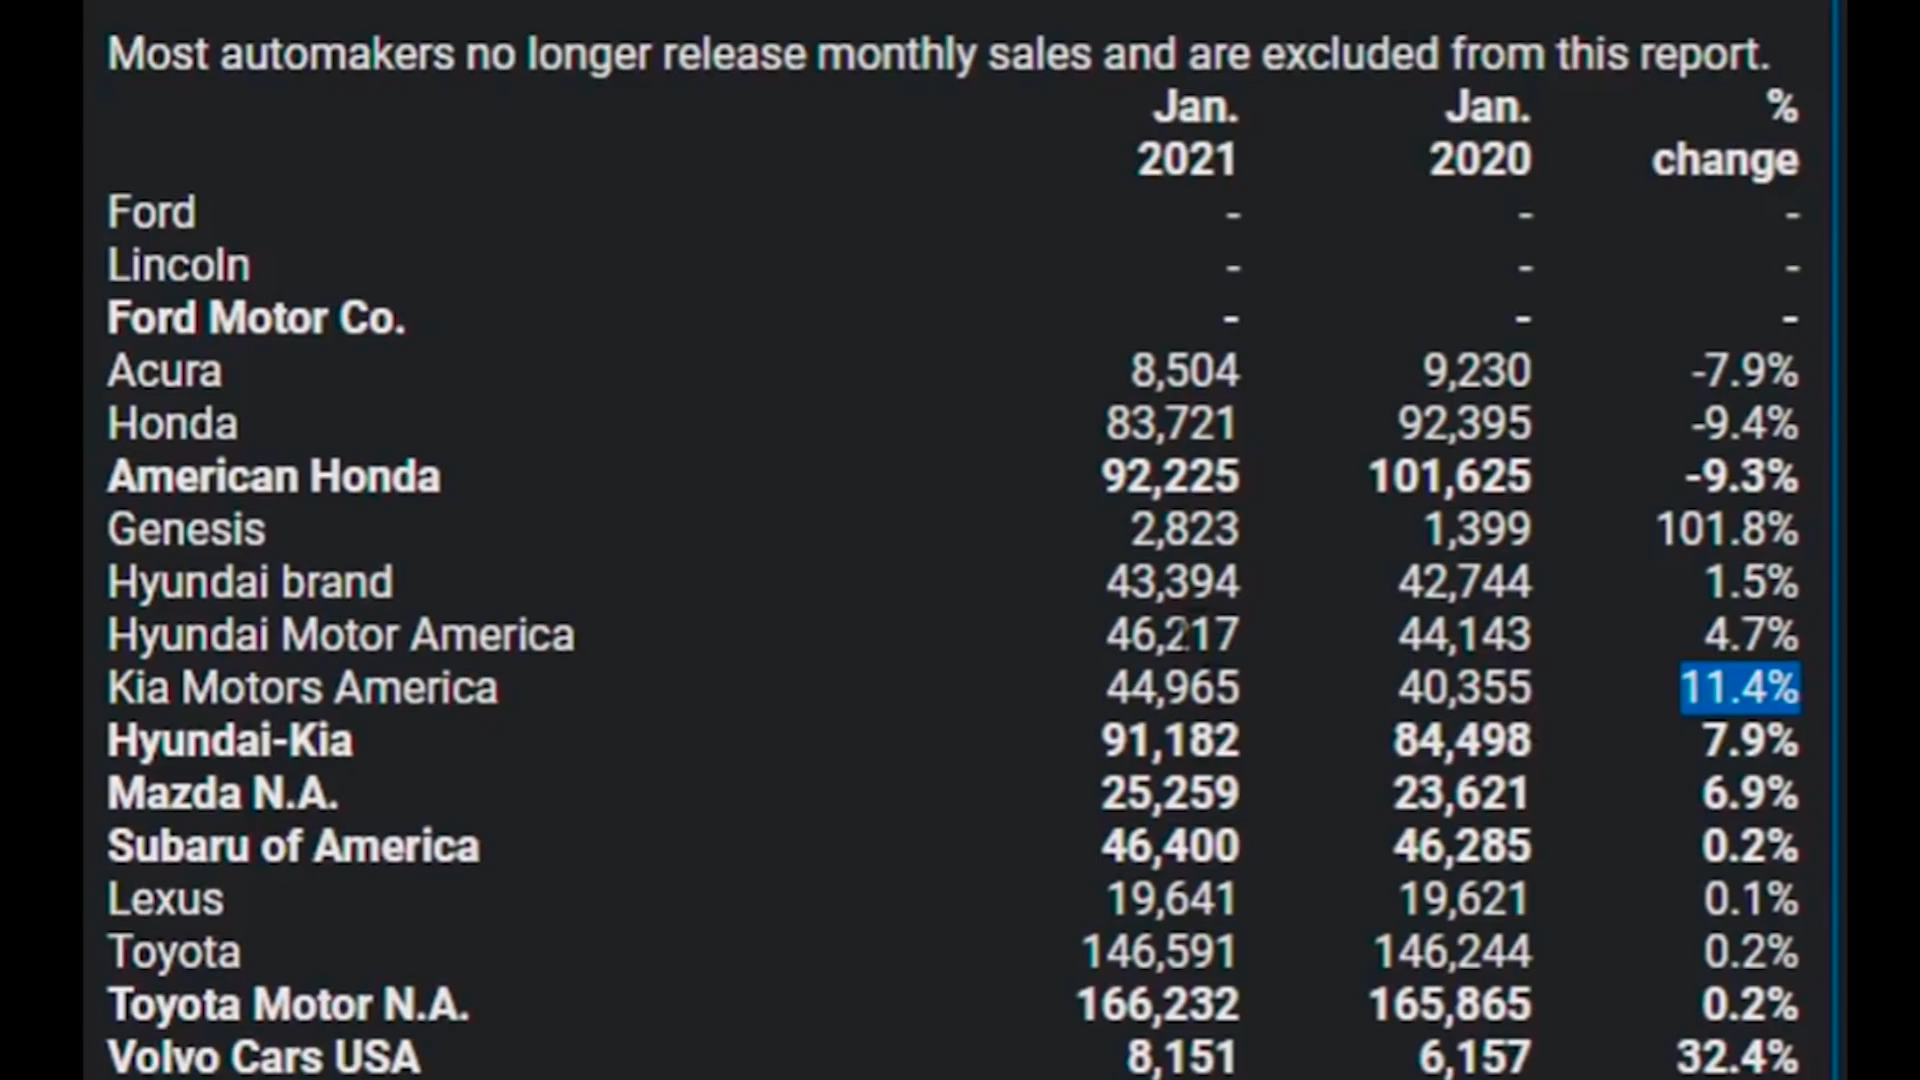 Most automakers no longer release monthly sales and are excluded from this report.
Jan. Jan. %
2021 2020 change
Ford - - -
Lincoln - - -
Ford Motor Co. - - -
Acura 8,504 9,230 -7.9%
Honda 83,721 92,395 -9.4%
American Honda 92,225 101,625 -9.3%
Genesis 2,823 1,399 101.8%
Hyundai brand 43,394 42,744 1.5%
Hyundai Motor America 46,217 44,143 4.7%
Kia Motors America 44,965 40,355 11.4%
Hyundai-Kia 91,182 84,498 7.9%
Mazda N.A. 25,259 23,621 6.9%
Subaru of America 46,400 46,285 0.2%
Lexus 19,641 19,621 0.1%
Toyota 146,591 146,244 0.2%
Toyota Motor N.A. 166,232 165,865 0.2%
Volvo Cars USA 8,151 6,157 32.4%